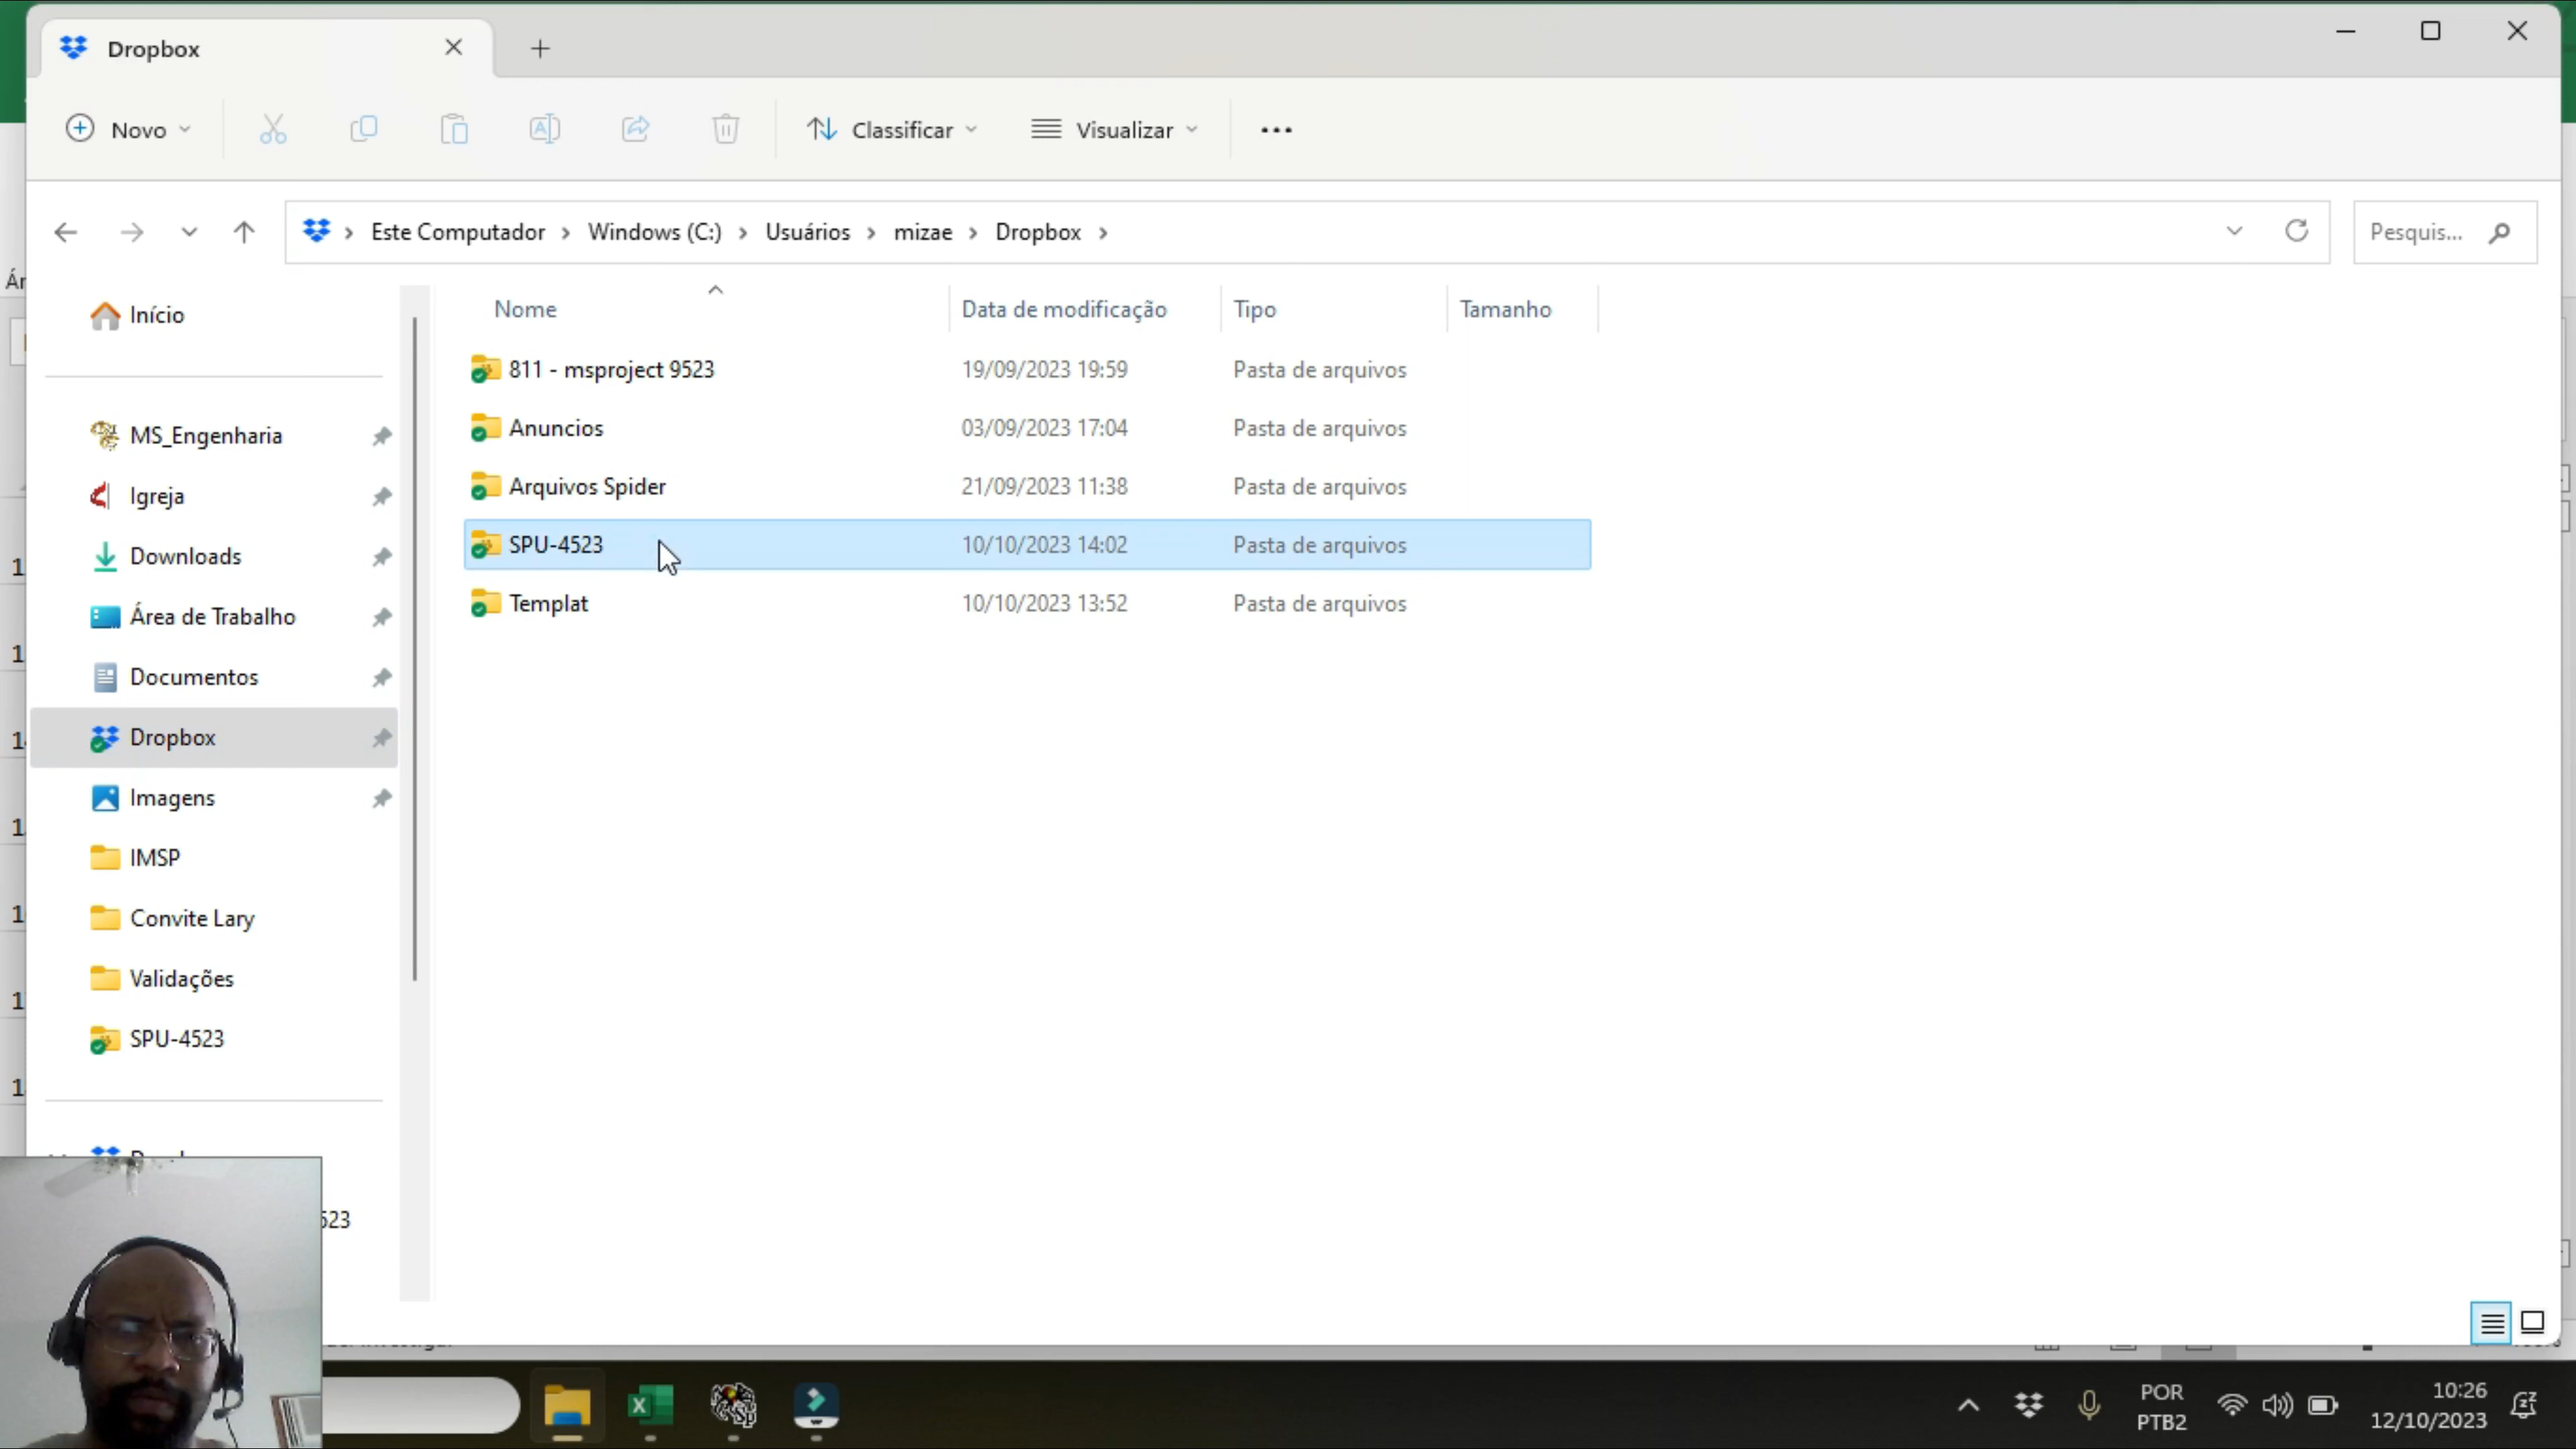 Dropbox
Novo
Classificar
Visualizar
Este Computador
Windows (C:)
Usuários
mizae
Dropbox
Pesquis...
Nome
Data de modificação
Tipo
Tamanho
Início
MS_Engenharia
Igreja
Downloads
Área de Trabalho
Documentos
Dropbox
Imagens
IMSP
Convite Lary
Validações
SPU-4523
523
811 - msproject 9523 19/09/2023 19:59 Pasta de arquivos
Anuncios 03/09/2023 17:04 Pasta de arquivos
Arquivos Spider 21/09/2023 11:38 Pasta de arquivos
SPU-4523 10/10/2023 14:02 Pasta de arquivos
Templat 10/10/2023 13:52 Pasta de arquivos
POR
PTB2
10:26
12/10/2023